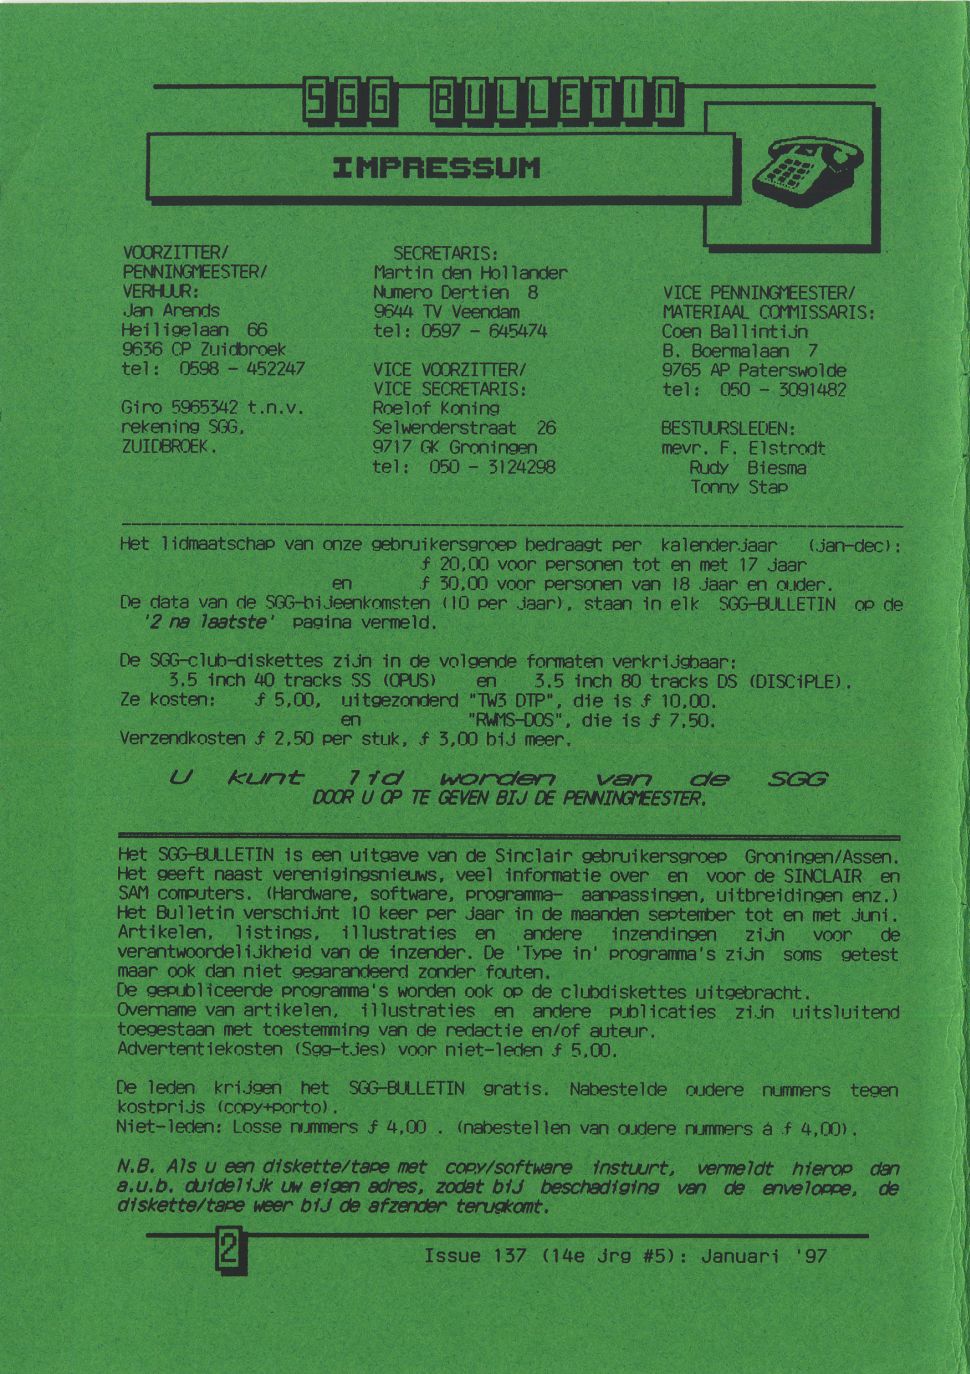 SGG BULLETIN
IMPRESSUM
VOORZITTER/
PENNINGMEESTER/
VERHUUR:
Jan Arends
Heiligelaan 66
9636 CP Zuidbroek
tel: 0598 - 452247
Giro 5965342 t.n.v.
rekening SGG,
ZUIDBROEK.
SECRETARIS:
Martin den Hollander
Numero Dertien 8
9644 TV Veendam
tel: 0597 - 645474
VICE VOORZITTER/
VICE SECRETARIS:
Roelof Koning
Selwerderstraat 26
9717 GK Groningen
tel: 050 - 3124298
VICE PENNINGMEESTER/
MATERIAAL COMMISSARIS:
Coen Ballintijn
B. Boermalaan 7
9765 AP Paterswolde
tel: 050 - 3091482
BESTUURSLEDEN:
mevr. F. Elstrodt
Rudy Biesma
Tonny Stap
Het lidmaatschap van onze gebruikersgroep bedraagt per kalenderjaar (jan-dec):
ƒ 20,00 voor personen tot en met 17 jaar
en ƒ 30,00 voor personen van 18 jaar en ouder.
De data van de SGG-bijeenkomsten (10 per jaar), staan in elk SGG-BULLETIN op de
'2 na laatste' pagina vermeld.
De SGG-club-diskettes zijn in de volgende formaten verkrijgbaar:
3.5 inch 40 tracks SS (OPUS) en 3.5 inch 80 tracks DS (DISCiPLE).
Ze kosten: ƒ 5,00, uitgezonderd "TW3 DTP", die is ƒ 10,00.
en "RWMS-DOS", die is ƒ 7,50.
Verzendkosten ƒ 2,50 per stuk, ƒ 3,00 bij meer.
U kunt lid worden van de SGG
DOOR U OP TE GEVEN BIJ DE PENNINGMEESTER.
Het SGG-BULLETIN is een uitgave van de Sinclair gebruikersgroep Groningen/Assen.
Het geeft naast verenigingsnieuws, veel informatie over en voor de SINCLAIR en
SAM computers. (Hardware, software, programma- aanpassingen, uitbreidingen enz.)
Het Bulletin verschijnt 10 keer per jaar in de maanden september tot en met juni.
Artikelen, listings, illustraties en andere inzendingen zijn voor de
verantwoordelijkheid van de inzender. De 'Type in' programma's zijn soms getest
maar ook dan niet gegarandeerd zonder fouten.
De gepubliceerde programma's worden ook op de clubdiskettes uitgebracht.
Overname van artikelen, illustraties en andere publicaties zijn uitsluitend
toegestaan met toestemming van de redactie en/of auteur.
Advertentiekosten (Sgg-tjes) voor niet-leden ƒ 5,00.
De leden krijgen het SGG-BULLETIN gratis. Nabestelde oudere nummers tegen
kostprijs (copy+porto).
Niet-leden: Losse nummers ƒ 4,00 . (nabestellen van oudere nummers á ƒ 4,00).
N.B. Als u een diskette/tape met copy/software instuurt, vermeldt hierop dan
a.u.b. duidelijk uw eigen adres, zodat bij beschadiging van de enveloppe, de
diskette/tape weer bij de afzender terugkomt.
2
Issue 137 (14e jrg #5): Januari '97